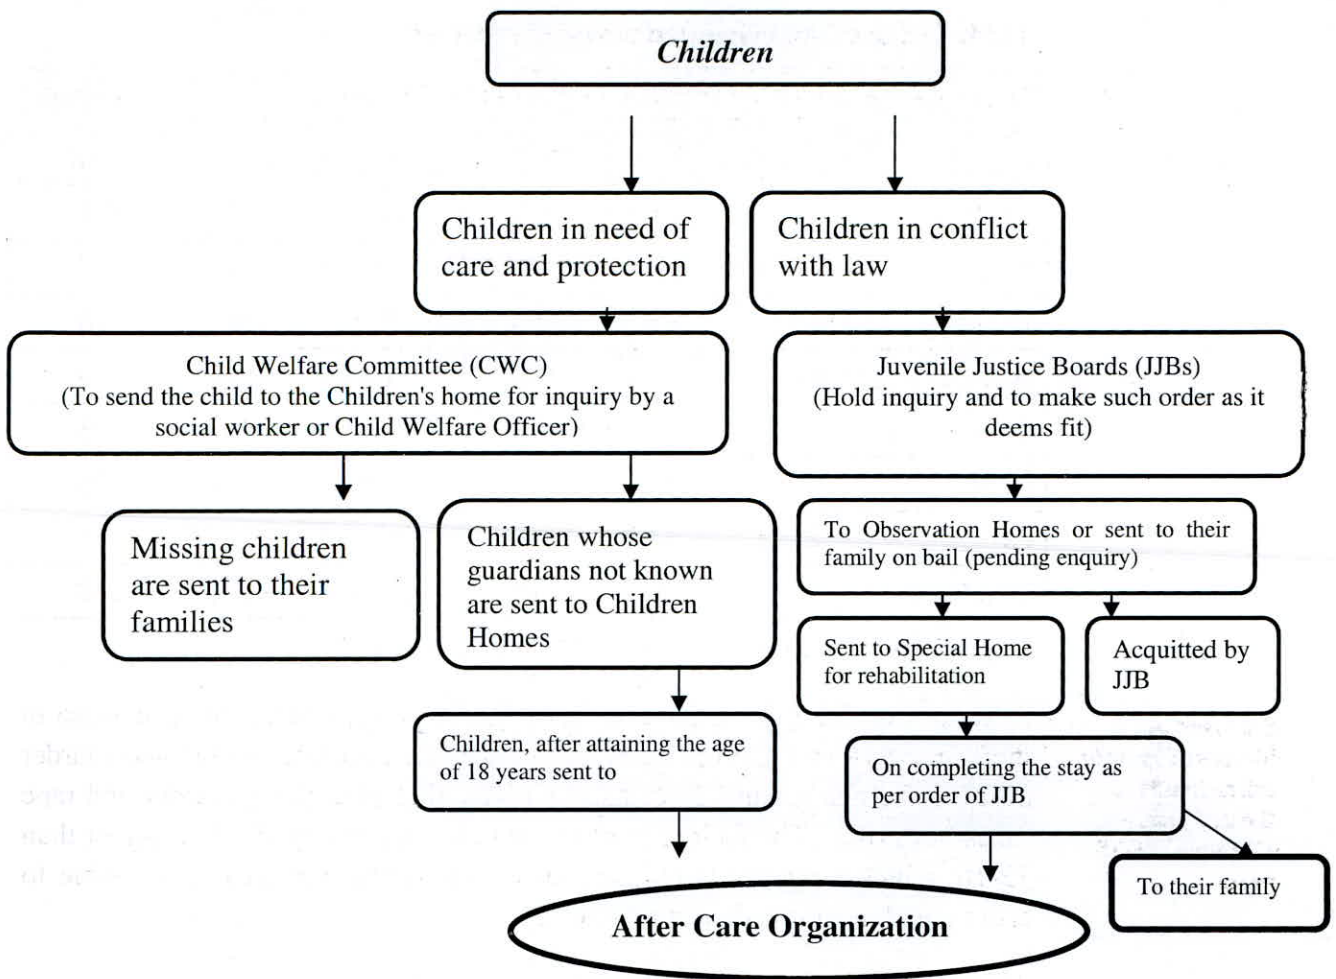 Children
Children in need of
care and protection
Children in conflict
with law
Child Welfare Committee (CWC)
(To send the child to the Children's home for inquiry by a
social worker or Child Welfare Officer)
Juvenile Justice Boards (JJBs)
(Hold inquiry and to make such order as it
deems fit)
Missing children
are sent to their
families
Children whose
guardians not known
are sent to Children
Homes
To Observation Homes or sent to their
family on bail (pending enquiry)
Sent to Special Home
for rehabilitation
Acquitted by
JJB
Children, after attaining the age
of 18 years sent to
On completing the stay as
per order of JJB
To their family
After Care Organization